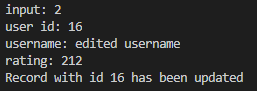 input: 2
user id: 16
username: edited username
rating: 212
Record with id 16 has been updated